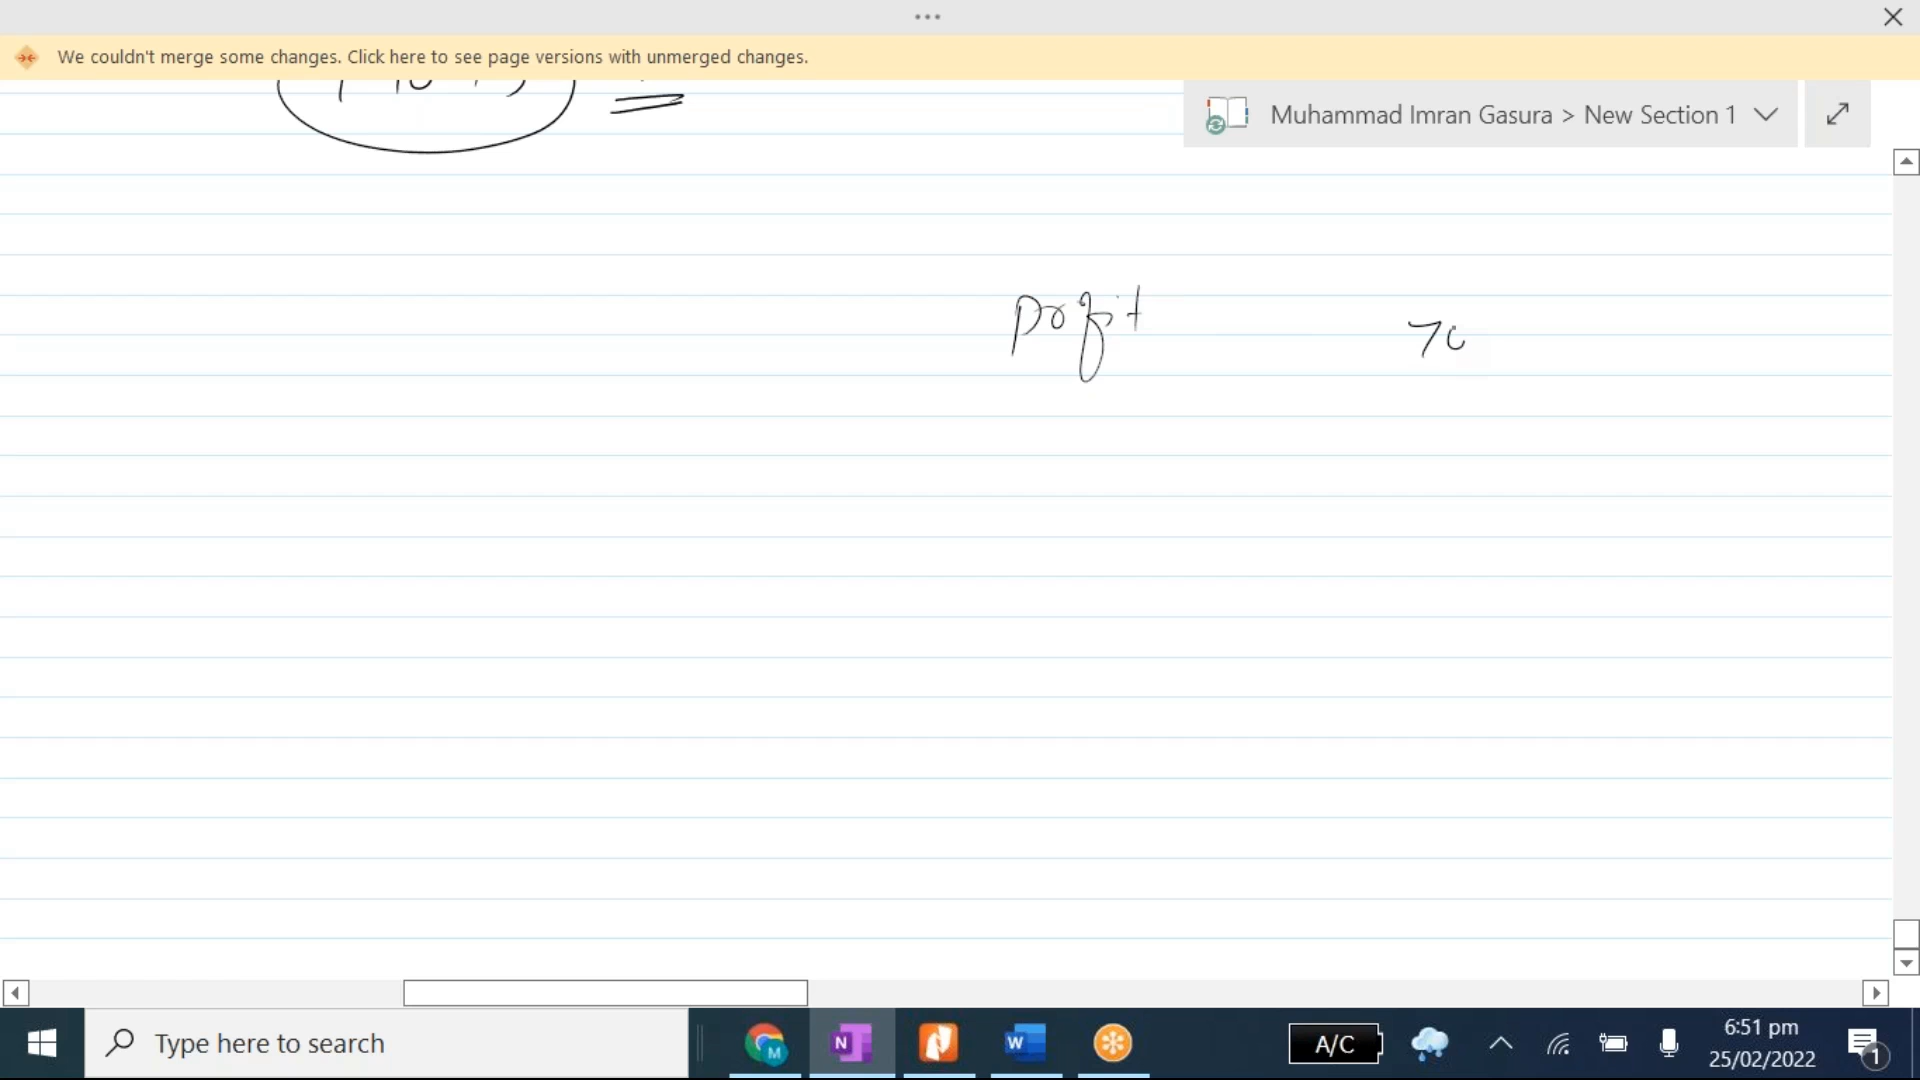 We couldn't merge some changes. Click here to see page versions with unmerged changes.
Muhammad Imran Gasura > New Section 1
Profit 70
Type here to search
A/C
6:51 pm
25/02/2022
1